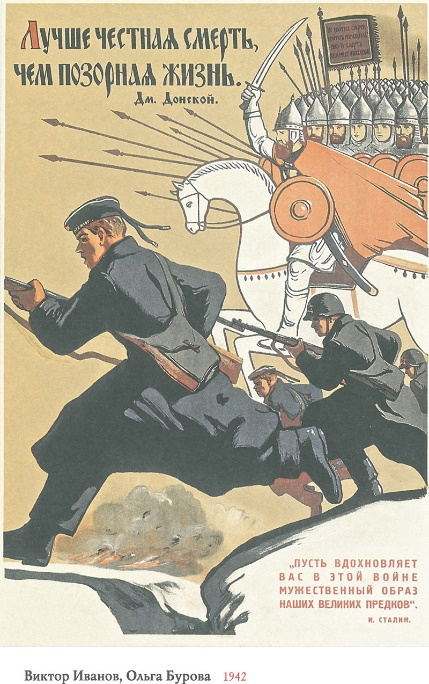 Лучше честная смерть,
чем позорная жизнь.
Дм. Донской.
„ПУСТЬ ВДОХНОВЛЯЕТ
ВАС В ЭТОЙ ВОЙНЕ
МУЖЕСТВЕННЫЙ ОБРАЗ
НАШИХ ВЕЛИКИХ ПРЕДКОВ“.
И. СТАЛИН.
Виктор Иванов, Ольга Бурова 1942